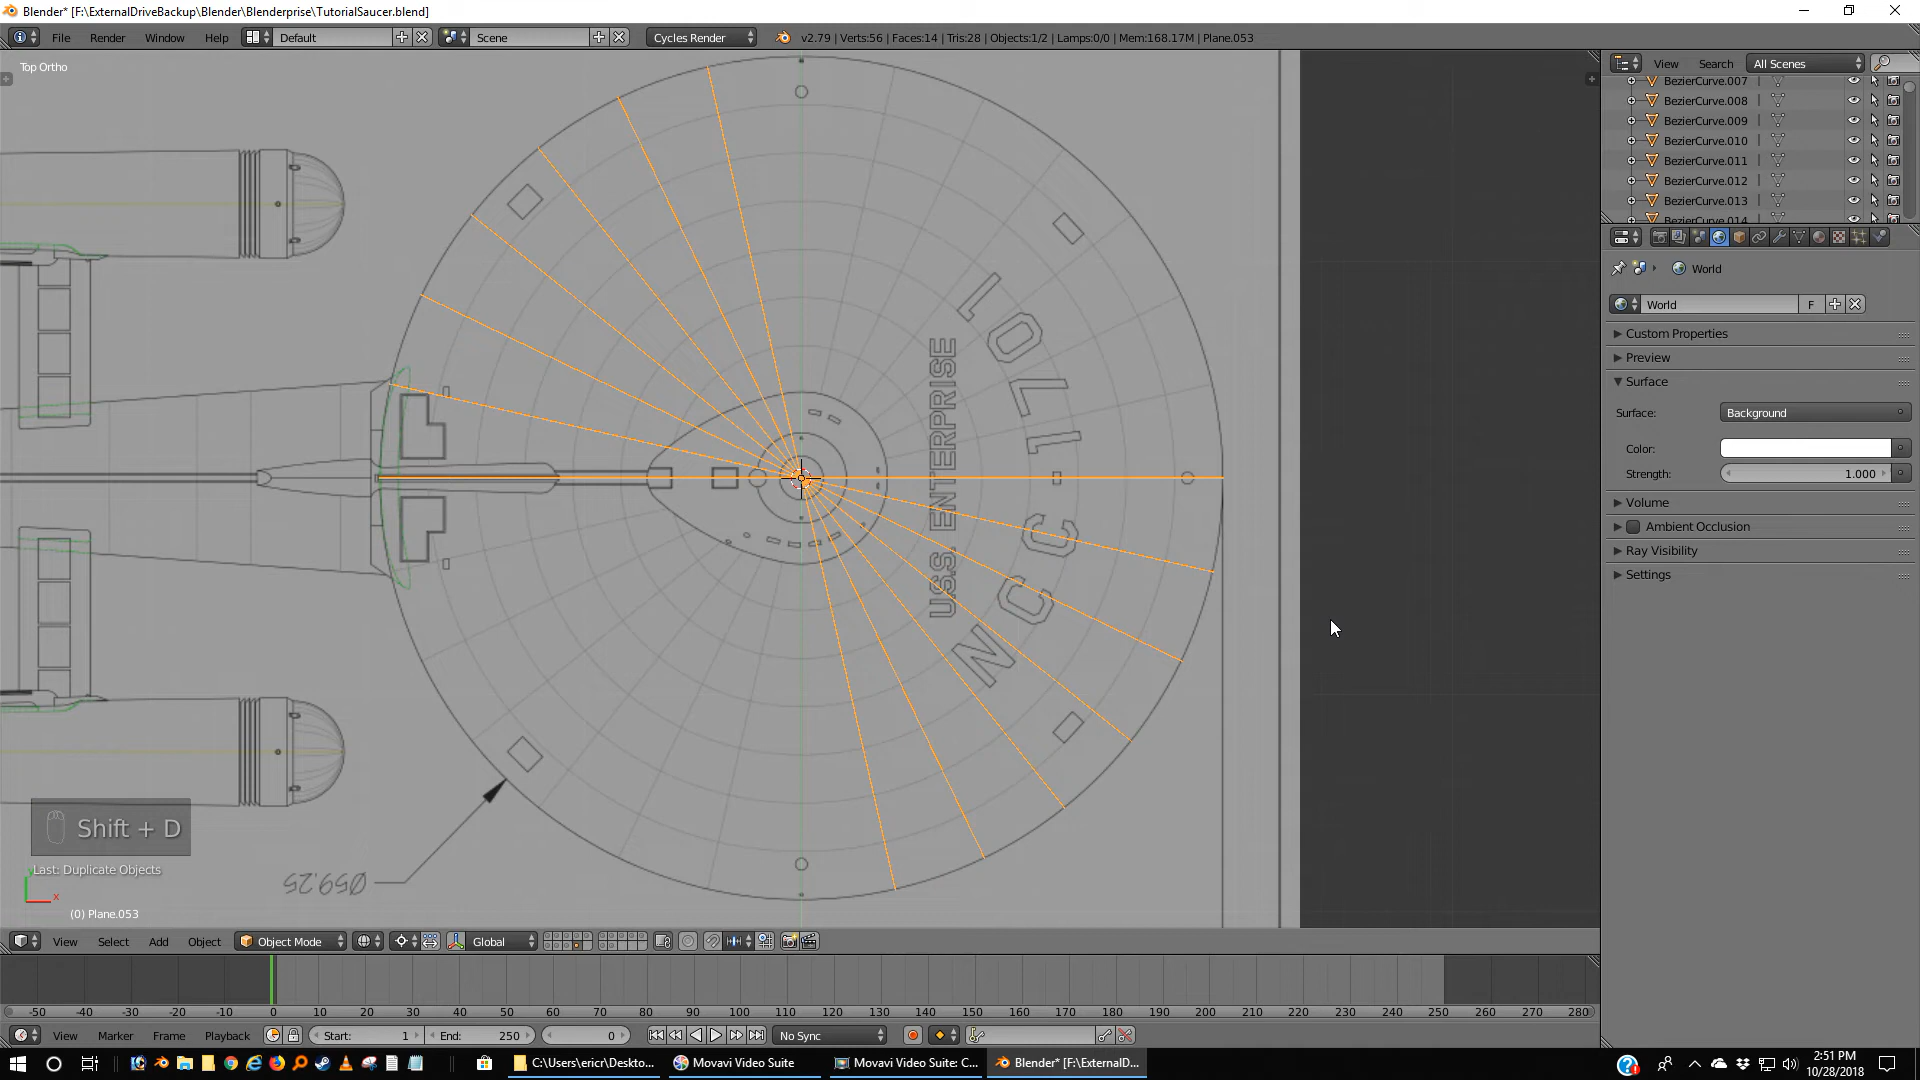 Blender* [F:\ExternalDriveBackup\Blender\Blenderprise\TutorialSaucer.blend]
File Render Window Help Default Scene Cycles Render v2.79 | Verts:56 | Faces:14 | Tris:28 | Objects:1/2 | Lamps:0/0 | Mem:168.17M | Plane.053
Top Ortho
View Search All Scenes
BezierCurve.007
BezierCurve.008
BezierCurve.009
BezierCurve.010
BezierCurve.011
BezierCurve.012
BezierCurve.013
BezierCurve.014
World
World F
Custom Properties
Preview
Surface
Surface: Background
Color:
Strength: 1.000
Volume
Ambient Occlusion
Ray Visibility
Settings
U.S.S. ENTERPRISE
NCC-1701
Ø59.25
Shift + D
Last: Duplicate Objects
y
x
(0) Plane.053
View Select Add Object Object Mode Global
-50 -40 -30 -20 -10 0 10 20 30 40 50 60 70 80 90 100 110 120 130 140 150 160 170 180 190 200 210 220 230 240 250 260 270 280
View Marker Frame Playback Start: 1 End: 250 0 No Sync
C:\Users\ericr\Deskto... Movavi Video Suite Movavi Video Suite: C... Blender* [F:\ExternalD...
2:51 PM
10/28/2018